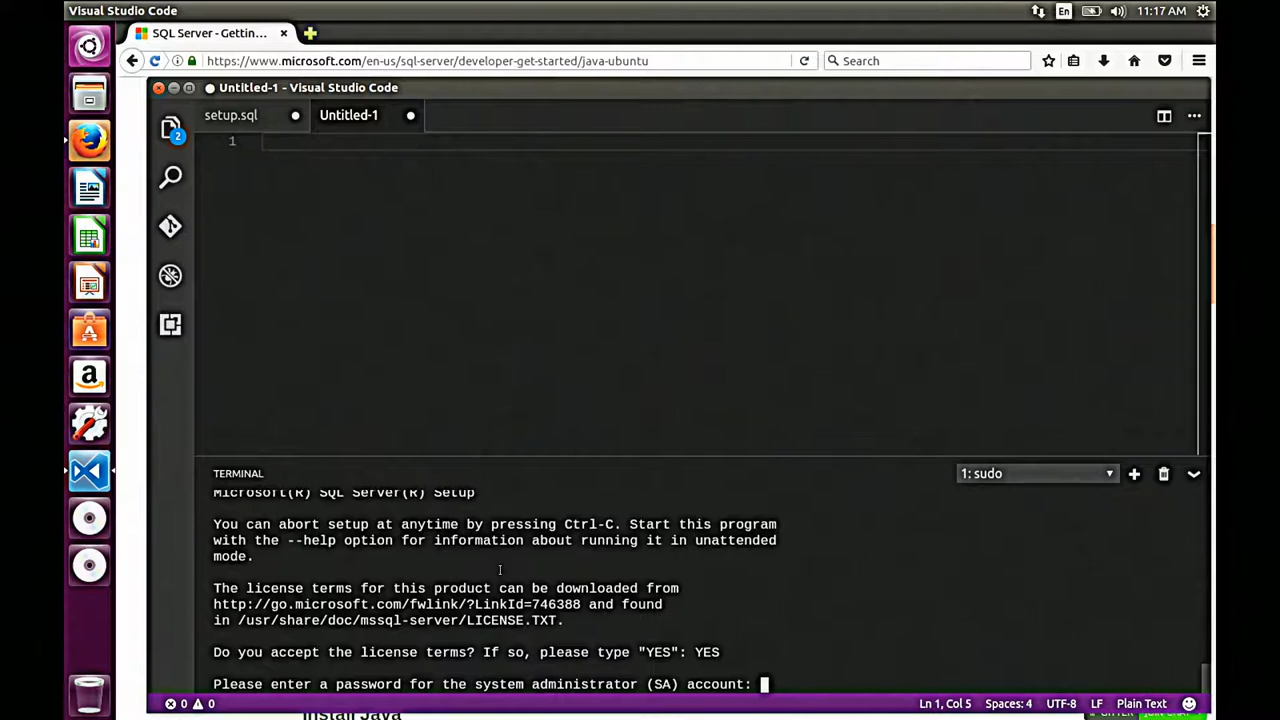 Visual Studio Code
En
11:17 AM
SQL Server - Gettin...
https://www.microsoft.com/en-us/sql-server/developer-get-started/java-ubuntu
Search
Untitled-1 - Visual Studio Code
setup.sql
Untitled-1
2
1
TERMINAL
1: sudo
Microsoft(R) SQL Server(R) Setup
You can abort setup at anytime by pressing Ctrl-C. Start this program
with the --help option for information about running it in unattended
mode.
The license terms for this product can be downloaded from
http://go.microsoft.com/fwlink/?LinkId=746388 and found
in /usr/share/doc/mssql-server/LICENSE.TXT.
Do you accept the license terms? If so, please type "YES": YES
Please enter a password for the system administrator (SA) account:
0 0
Ln 1, Col 5
Spaces: 4
UTF-8
LF
Plain Text
Install Java